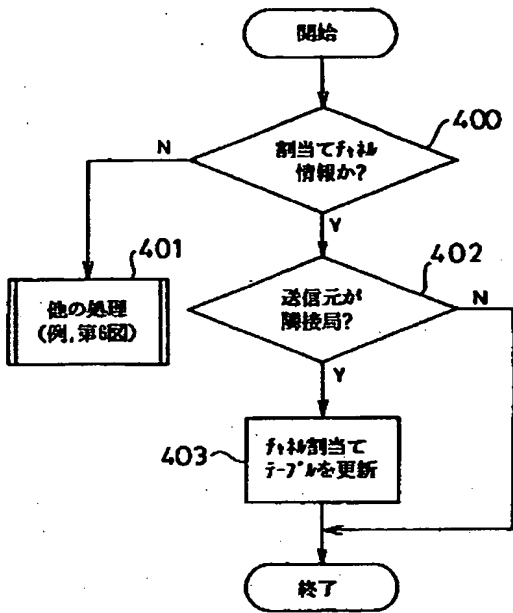 開始
400
割当てチャネル
情報か?
N
Y
401
他の処理
(例,第6図)
402
送信元が
隣接局?
N
Y
403
チャネル割当て
テーブルを更新
終了